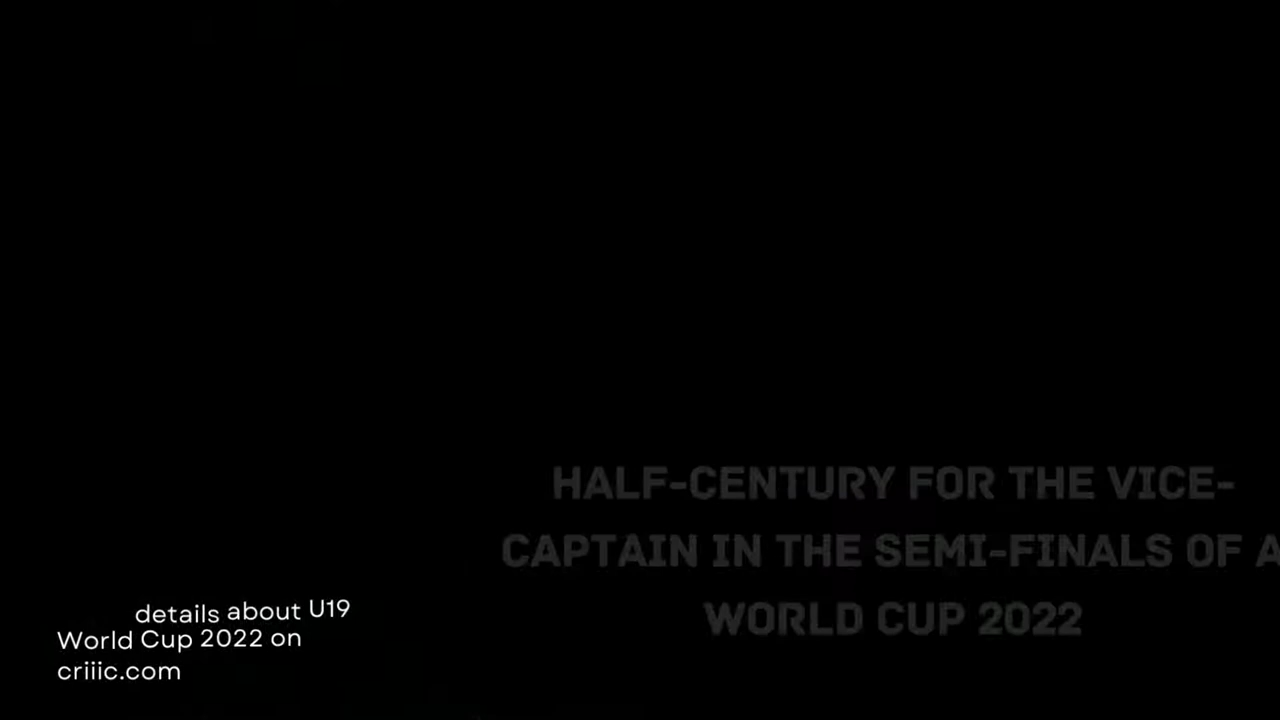 HALF-CENTURY FOR THE VICE-
CAPTAIN IN THE SEMI-FINALS OF A
WORLD CUP 2022
details about U19
World Cup 2022 on
criiic.com